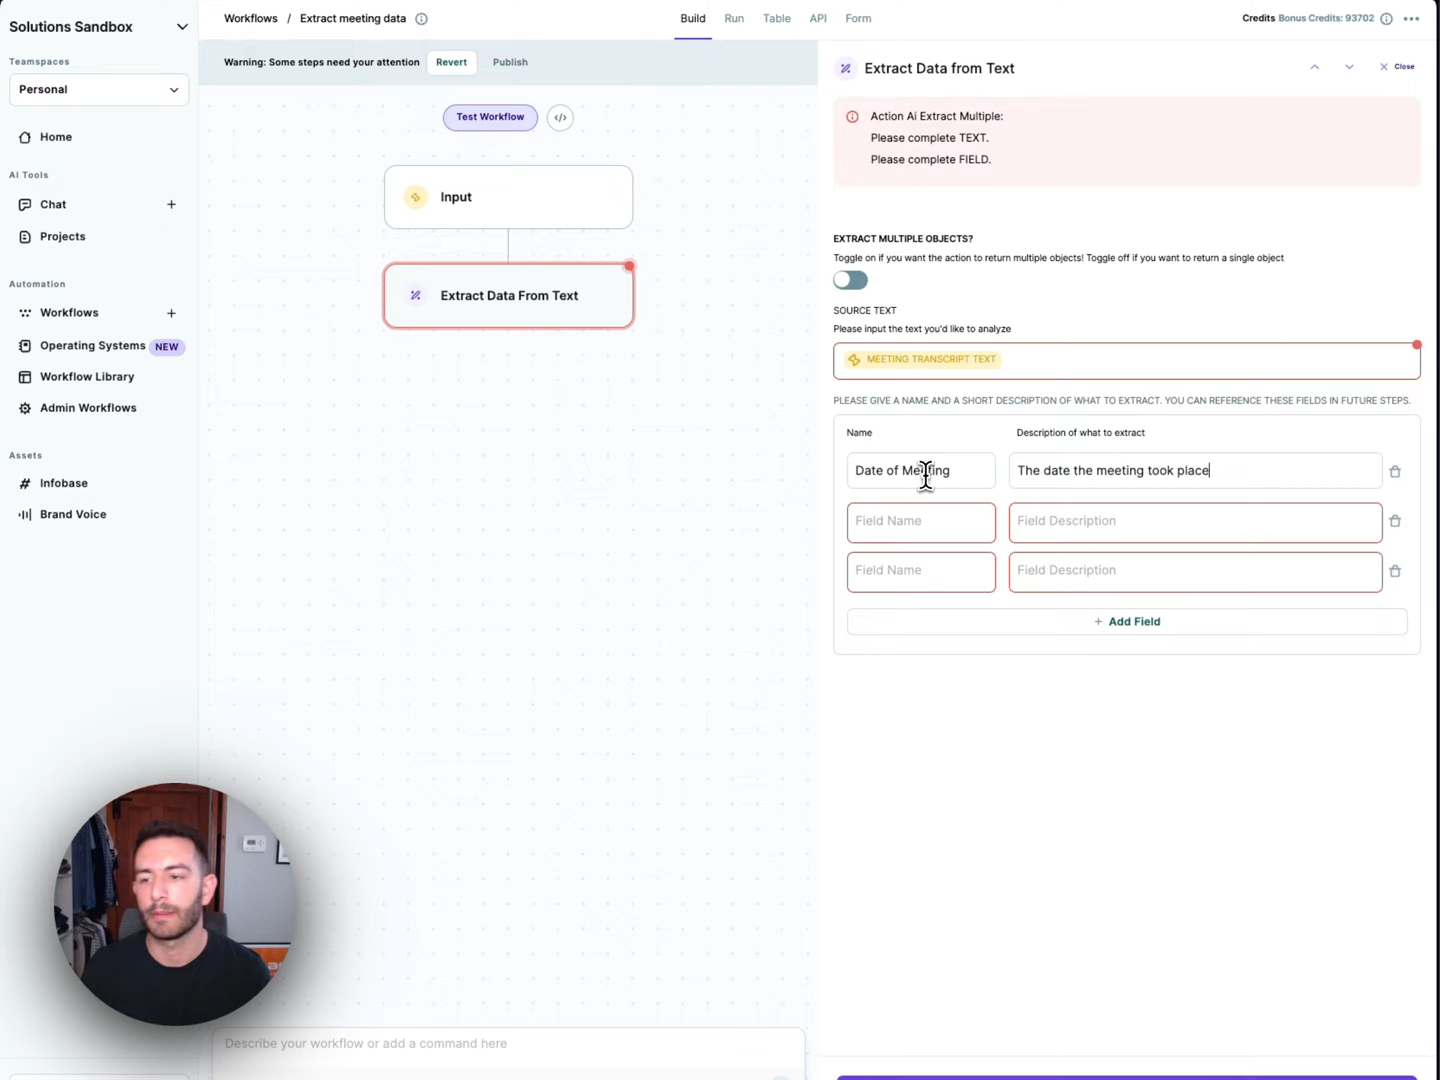 Solutions Sandbox
Teamspaces
Personal
Home
AI Tools
Chat
Projects
Automation
Workflows
Operating Systems NEW
Workflow Library
Admin Workflows
Assets
Infobase
Brand Voice
Workflows / Extract meeting data
Build Run Table API Form
Credits Bonus Credits: 93702
Warning: Some steps need your attention Revert Publish
Test Workflow </>
Input
Extract Data From Text
Describe your workflow or add a command here
Extract Data from Text
Close
Action Ai Extract Multiple:
Please complete TEXT.
Please complete FIELD.
EXTRACT MULTIPLE OBJECTS?
Toggle on if you want the action to return multiple objects! Toggle off if you want to return a single object
SOURCE TEXT
Please input the text you'd like to analyze
MEETING TRANSCRIPT TEXT
PLEASE GIVE A NAME AND A SHORT DESCRIPTION OF WHAT TO EXTRACT. YOU CAN REFERENCE THESE FIELDS IN FUTURE STEPS.
Name Description of what to extract
Date of Meeting The date the meeting took place
Field Name Field Description
Field Name Field Description
+ Add Field